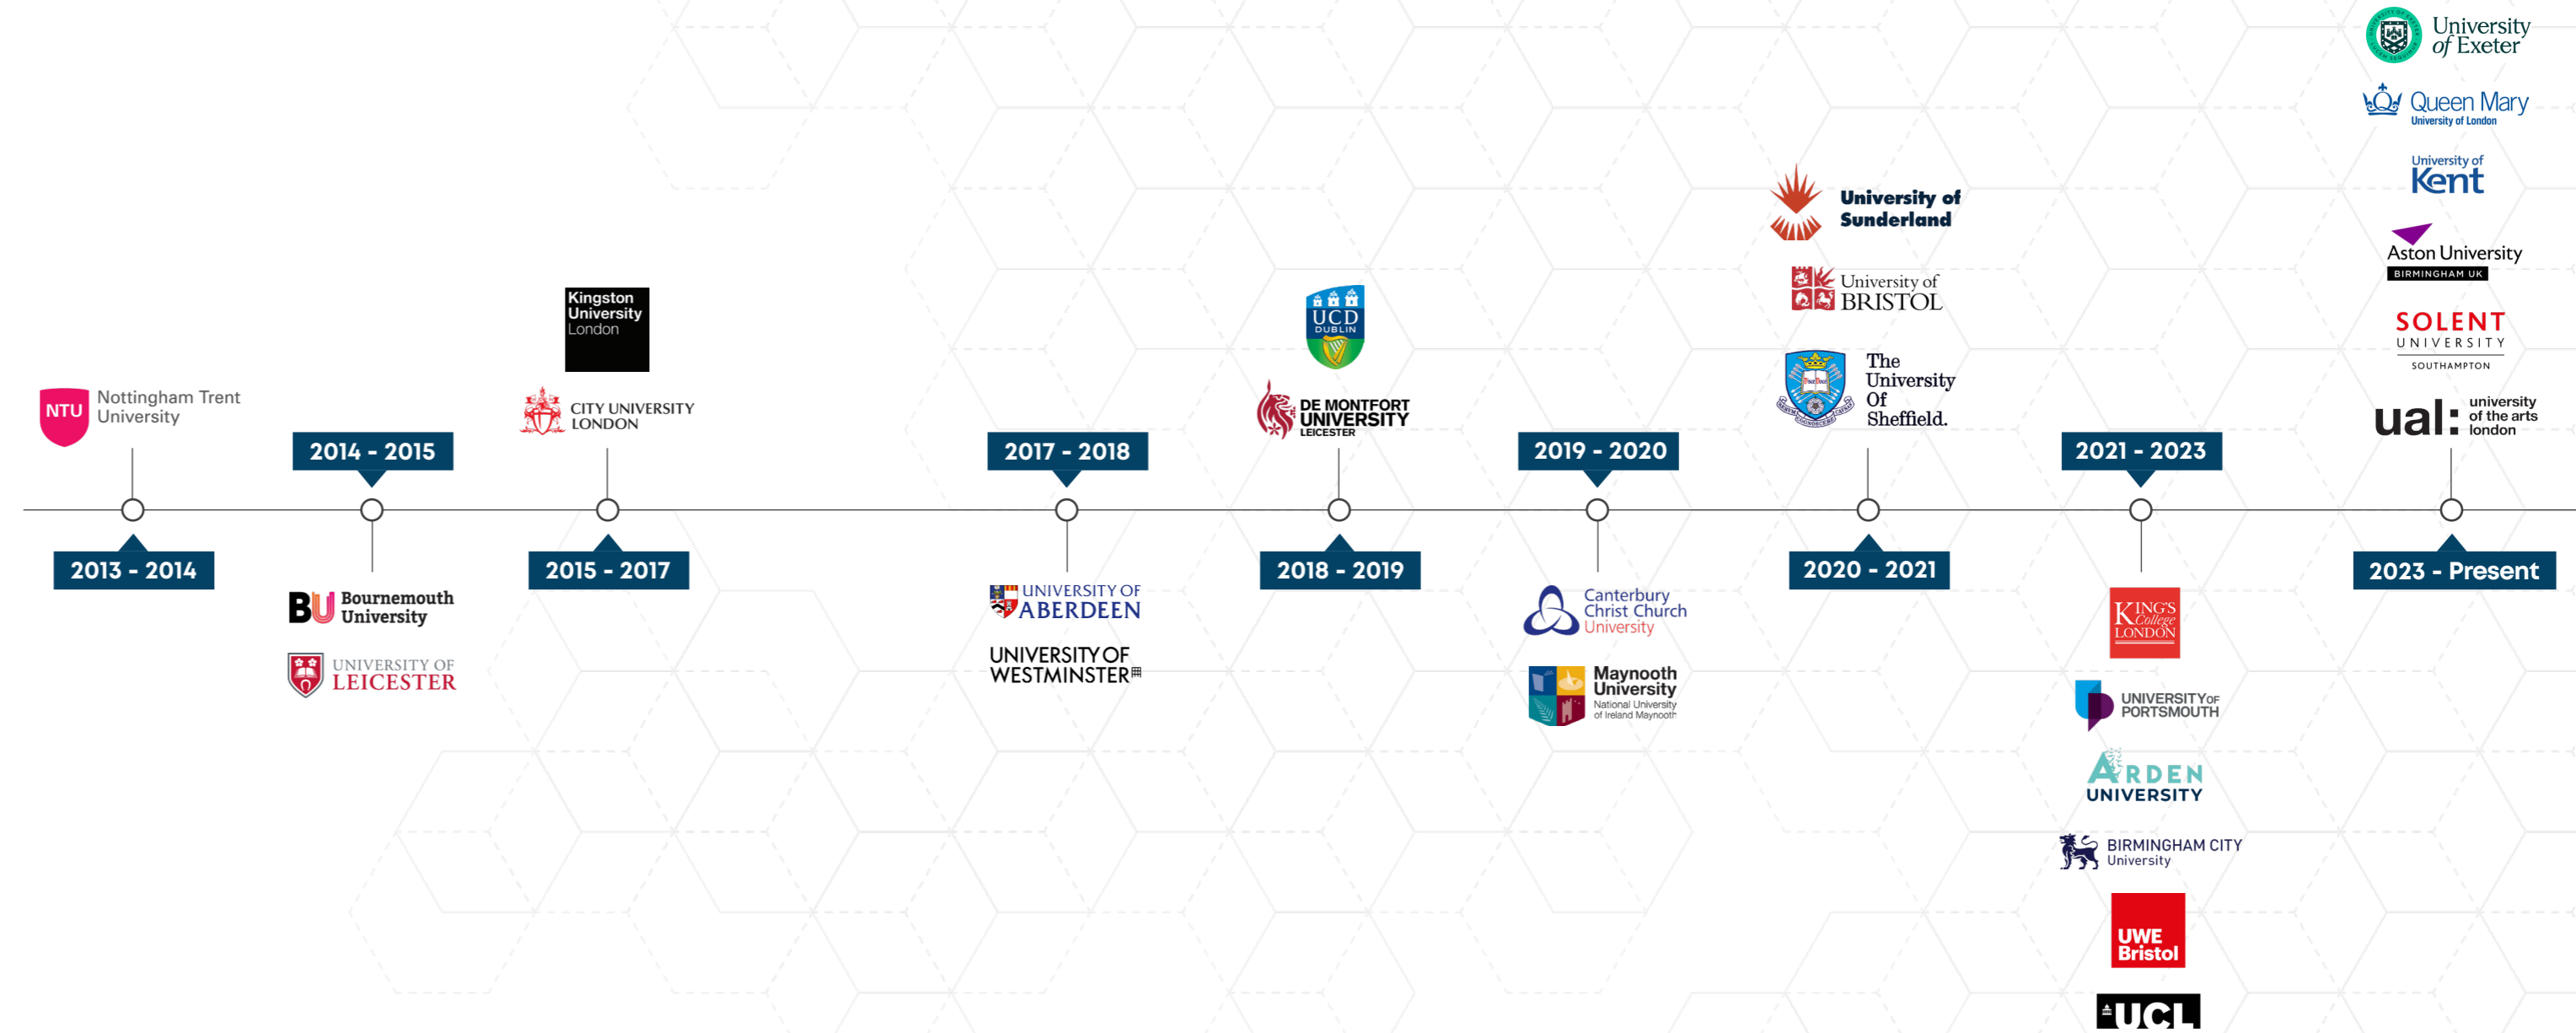 NTU
Nottingham Trent
University
2013 - 2014
2014 - 2015
BU
Bournemouth
University
UNIVERSITY OF
LEICESTER
Kingston
University
London
CITY UNIVERSITY
LONDON
2015 - 2017
2017 - 2018
UNIVERSITY OF
ABERDEEN
UNIVERSITY OF
WESTMINSTER
UCD
DUBLIN
DE MONTFORT
UNIVERSITY
LEICESTER
2018 - 2019
2019 - 2020
Canterbury
Christ Church
University
Maynooth
University
National University
of Ireland Maynooth
University of
Sunderland
University of
BRISTOL
The
University
Of
Sheffield.
2020 - 2021
2021 - 2023
KING'S
College
LONDON
UNIVERSITY OF
PORTSMOUTH
ARDEN
UNIVERSITY
BIRMINGHAM CITY
University
UWE
Bristol
UCL
University
of Exeter
Queen Mary
University of London
University of
Kent
Aston University
BIRMINGHAM UK
SOLENT
UNIVERSITY
SOUTHAMPTON
ual:
university
of the arts
london
2023 - Present